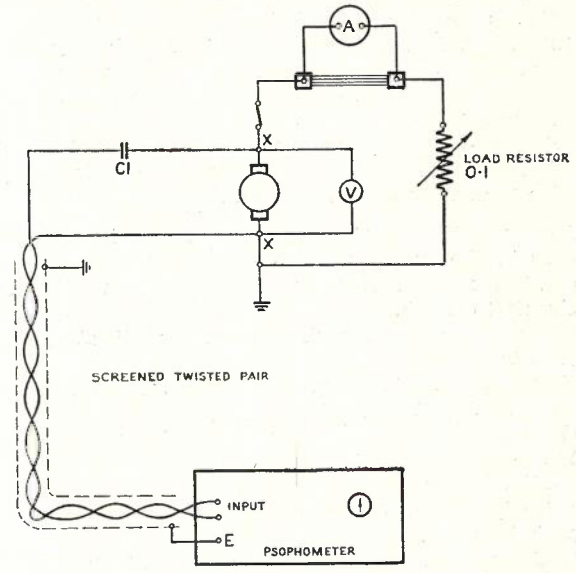 A
X
C1
V
LOAD RESISTOR
0·1
X
SCREENED TWISTED PAIR
INPUT
E
PSOPHOMETER